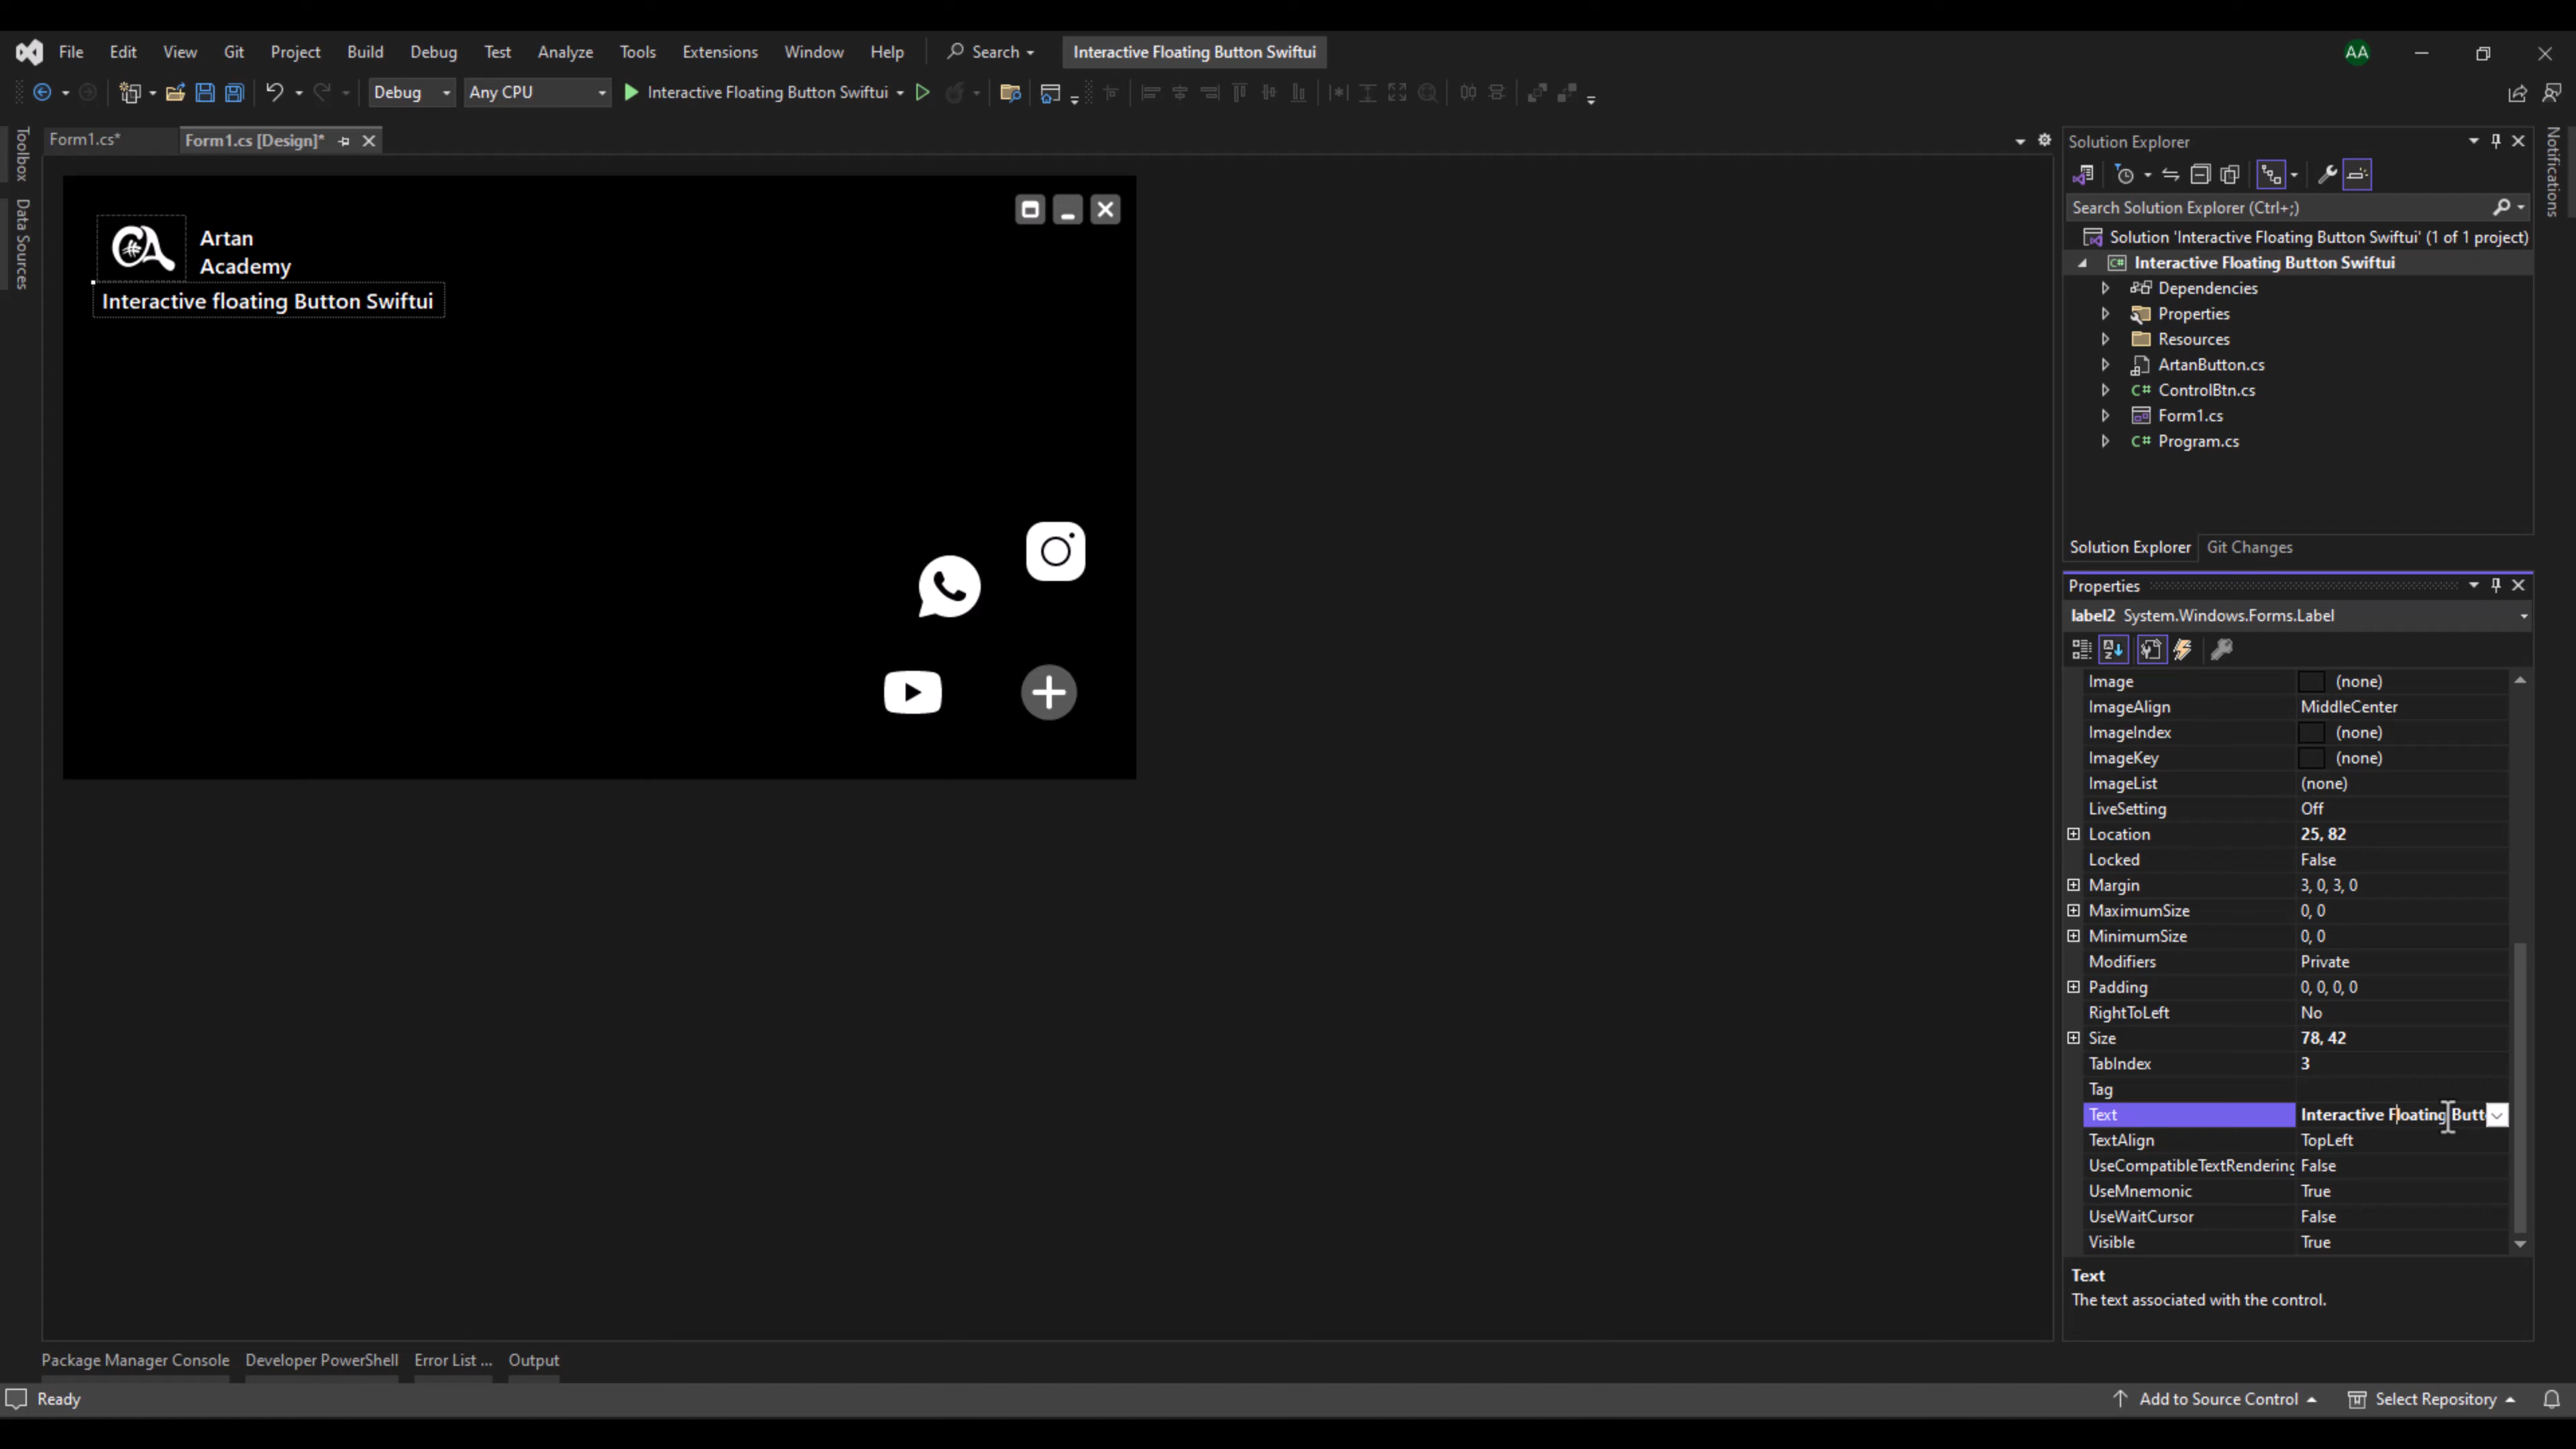 File Edit View Git Project Build Debug Test Analyze Tools Extensions Window Help Search Interactive Floating Button Swiftui AA
Debug Any CPU Interactive Floating Button Swiftui
Toolbox
Data Sources
Form1.cs* Form1.cs [Design]*
Artan
Academy
Interactive floating Button Swiftui
Solution Explorer
Search Solution Explorer (Ctrl+;)
Solution 'Interactive Floating Button Swiftui' (1 of 1 project)
Interactive Floating Button Swiftui
Dependencies
Properties
Resources
ArtanButton.cs
C# ControlBtn.cs
Form1.cs
C# Program.cs
Solution Explorer Git Changes
Notifications
Properties
label2 System.Windows.Forms.Label
Image (none)
ImageAlign MiddleCenter
ImageIndex (none)
ImageKey (none)
ImageList (none)
LiveSetting Off
Location 25, 82
Locked False
Margin 3, 0, 3, 0
MaximumSize 0, 0
MinimumSize 0, 0
Modifiers Private
Padding 0, 0, 0, 0
RightToLeft No
Size 78, 42
TabIndex 3
Tag
Text Interactive Floating Butt
TextAlign TopLeft
UseCompatibleTextRendering False
UseMnemonic True
UseWaitCursor False
Visible True
Text
The text associated with the control.
Package Manager Console Developer PowerShell Error List ... Output
Ready Add to Source Control Select Repository